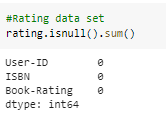 #Rating data set
rating.isnull().sum()
User-ID 0
ISBN 0
Book-Rating 0
dtype: int64